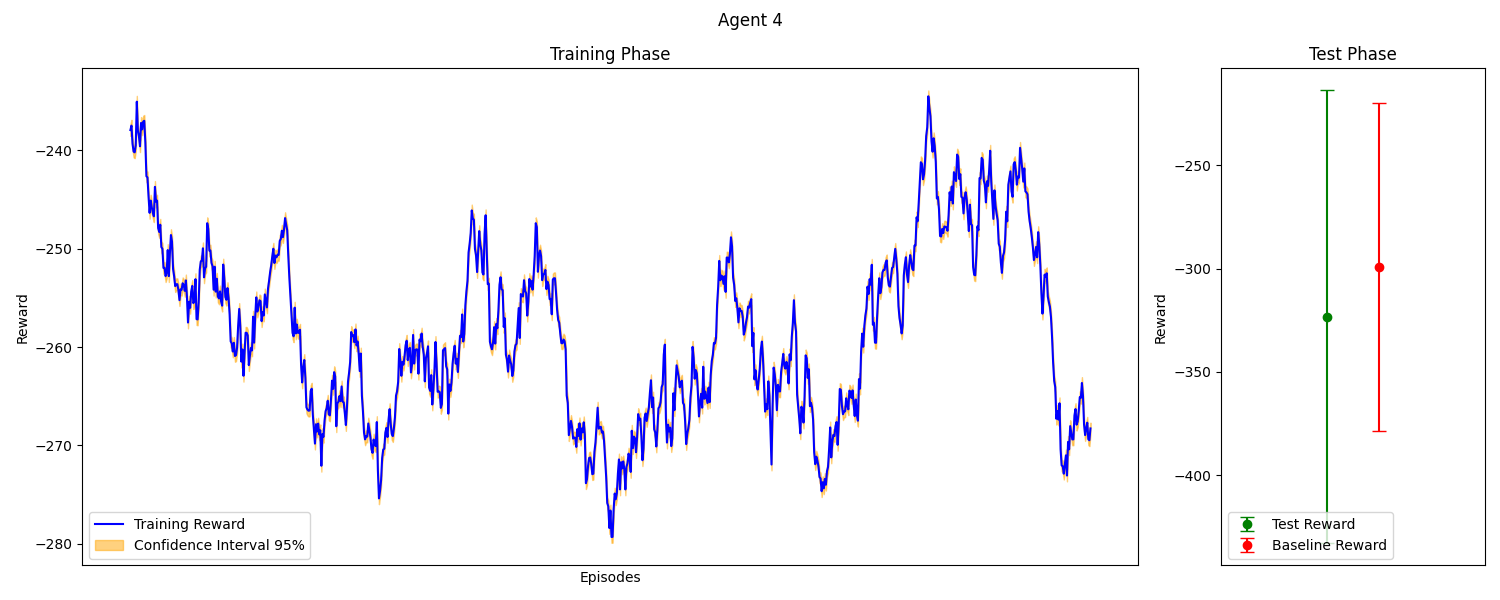 Agent 4
Training Phase
Reward
−240
−250
−260
−270
−280
Training Reward
Confidence Interval 95%
Episodes
Test Phase
Reward
−250
−300
−350
−400
Test Reward
Baseline Reward